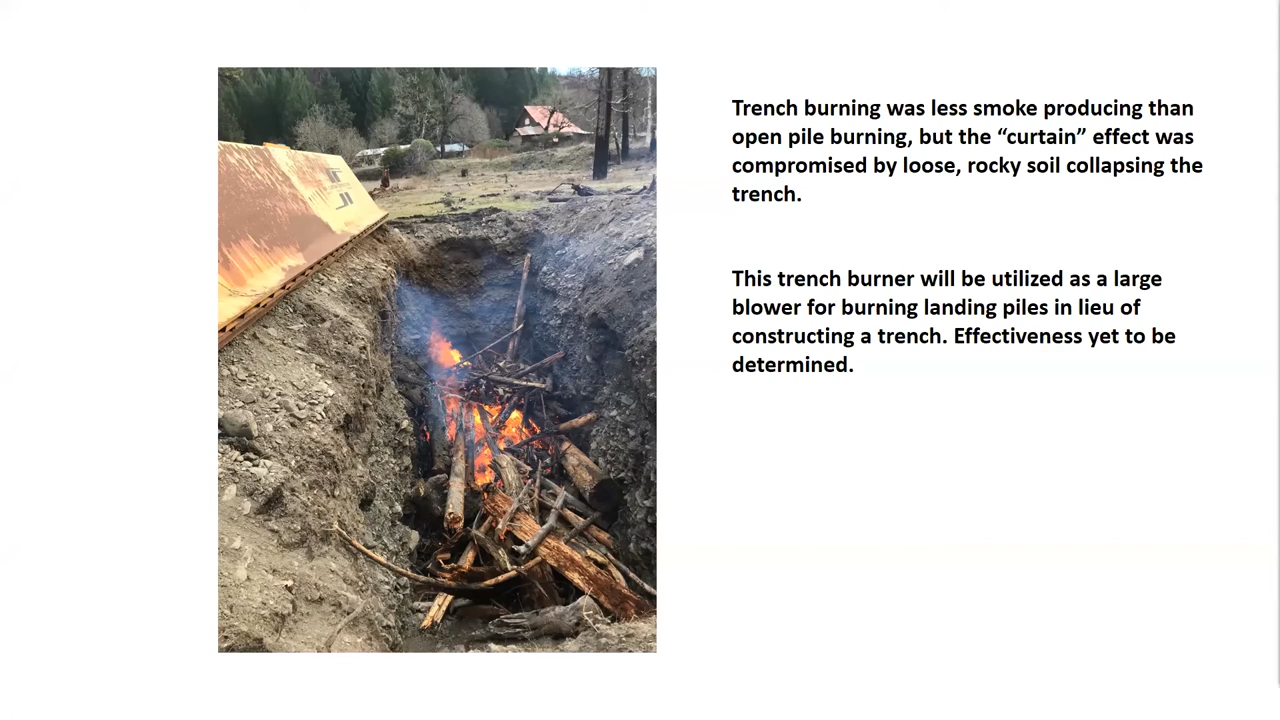 Trench burning was less smoke producing than
open pile burning, but the “curtain” effect was
compromised by loose, rocky soil collapsing the
trench.
This trench burner will be utilized as a large
blower for burning landing piles in lieu of
constructing a trench. Effectiveness yet to be
determined.